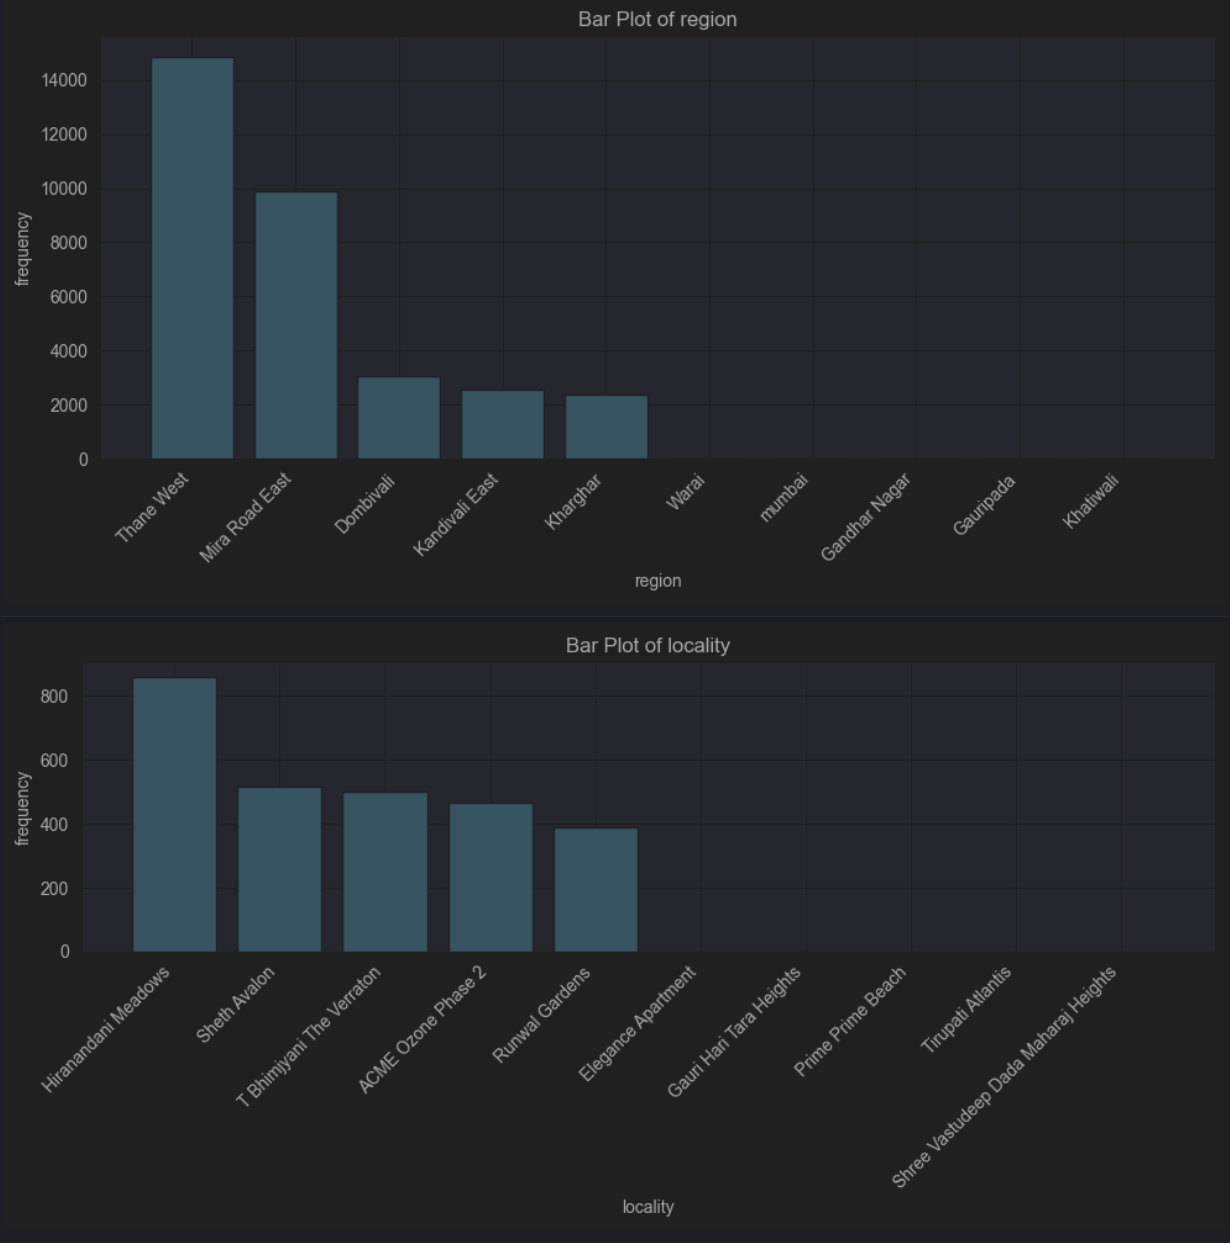 Bar Plot of region
14000
12000
10000
8000
6000
4000
2000
0
frequency
Thane West
Mira Road East
Dombivali
Kandivali East
Kharghar
Warai
mumbai
Gandhar Nagar
Gauripada
Khatiwali
region
Bar Plot of locality
800
600
400
200
0
frequency
Hiranandani Meadows
Sheth Avalon
T Bhimjyani The Verraton
ACME Ozone Phase 2
Runwal Gardens
Elegance Apartment
Gauri Hari Tara Heights
Prime Prime Beach
Tirupati Atlantis
Shree Vastudeep Dada Maharaj Heights
locality